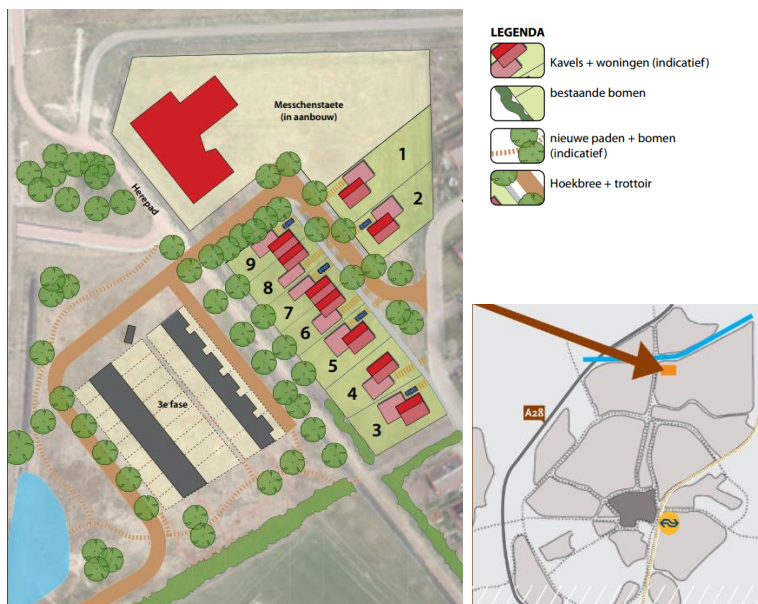 Messchenstaete
(in aanbouw)
Herepad
1
2
9
8
7
6
5
4
3
3e fase
LEGENDA
Kavels + woningen (indicatief)
bestaande bomen
nieuwe paden + bomen
(indicatief)
Hoekbree + trottoir
A28